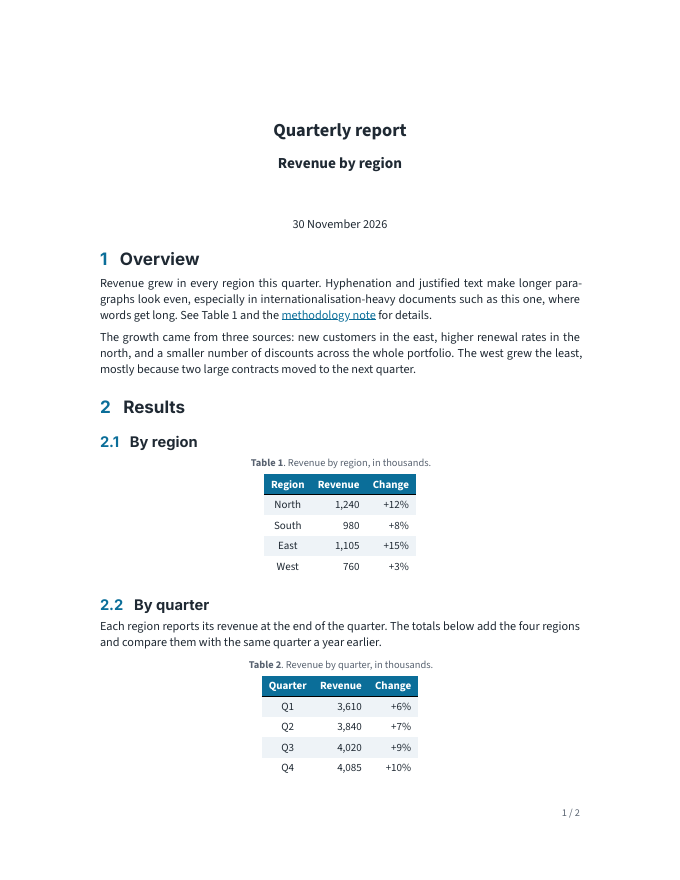 Quarterly report
Revenue by region
30 November 2026
1 Overview
Revenue grew in every region this quarter. Hyphenation and justified text make longer para-
graphs look even, especially in internationalisation-heavy documents such as this one, where
words get long. See Table 1 and the methodology note for details.
The growth came from three sources: new customers in the east, higher renewal rates in the
north, and a smaller number of discounts across the whole portfolio. The west grew the least,
mostly because two large contracts moved to the next quarter.
2 Results
2.1 By region
Table 1. Revenue by region, in thousands.
Region Revenue Change
North 1,240 +12%
South 980 +8%
East 1,105 +15%
West 760 +3%
2.2 By quarter
Each region reports its revenue at the end of the quarter. The totals below add the four regions
and compare them with the same quarter a year earlier.
Table 2. Revenue by quarter, in thousands.
Quarter Revenue Change
Q1 3,610 +6%
Q2 3,840 +7%
Q3 4,020 +9%
Q4 4,085 +10%
1 / 2